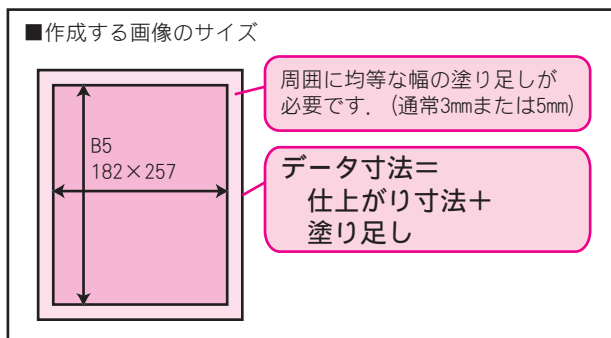 ■作成する画像のサイズ
周囲に均等な幅の塗り足しが
必要です．(通常3mmまたは5mm)
B5
182×257
データ寸法＝
仕上がり寸法＋
塗り足し